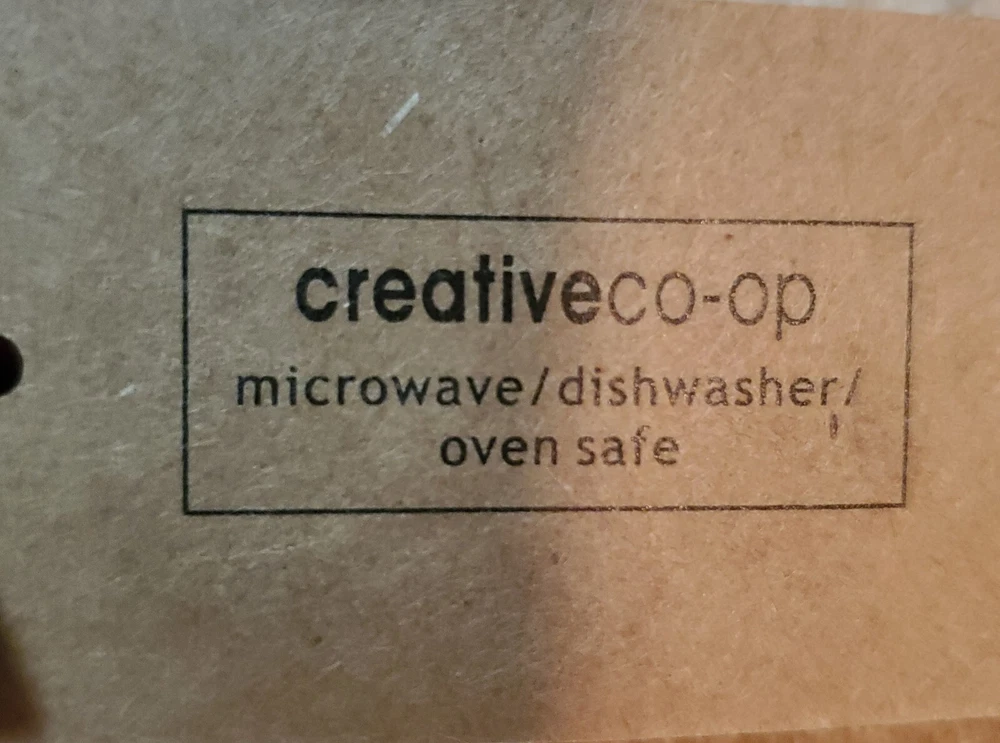 creativeco-op
microwave/dishwasher/
oven safe